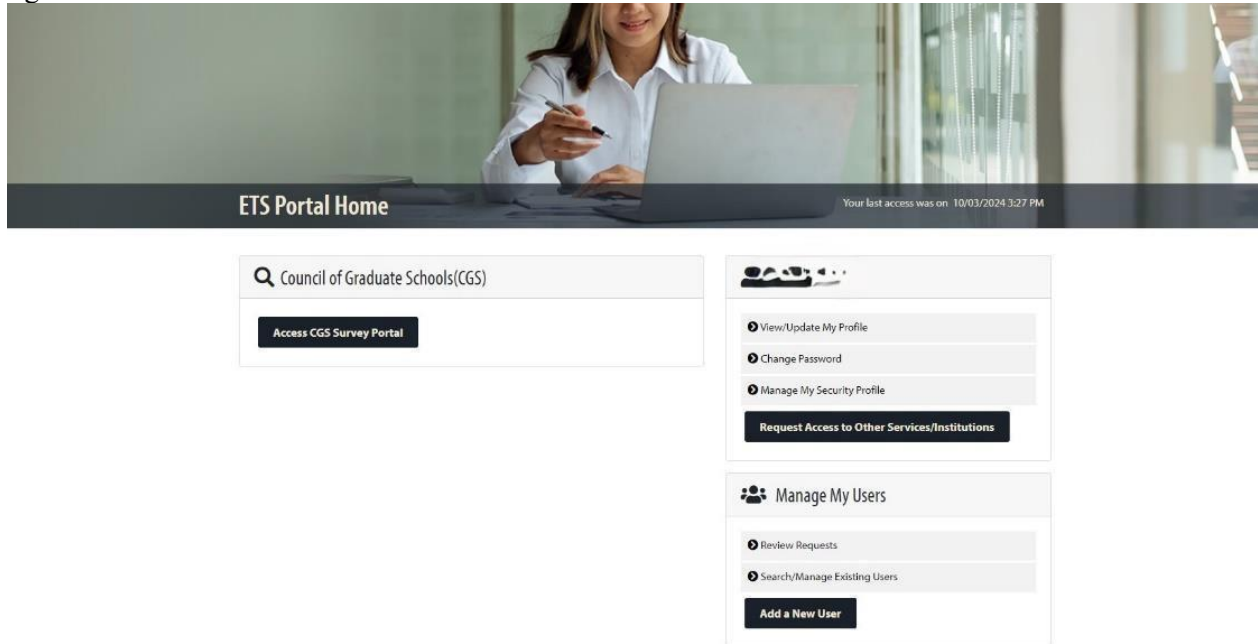 ETS Portal Home
Your last access was on 10/03/2024 3:27 PM
Council of Graduate Schools(CGS)
Access CGS Survey Portal
View/Update My Profile
Change Password
Manage My Security Profile
Request Access to Other Services/Institutions
Manage My Users
Review Requests
Search/Manage Existing Users
Add a New User